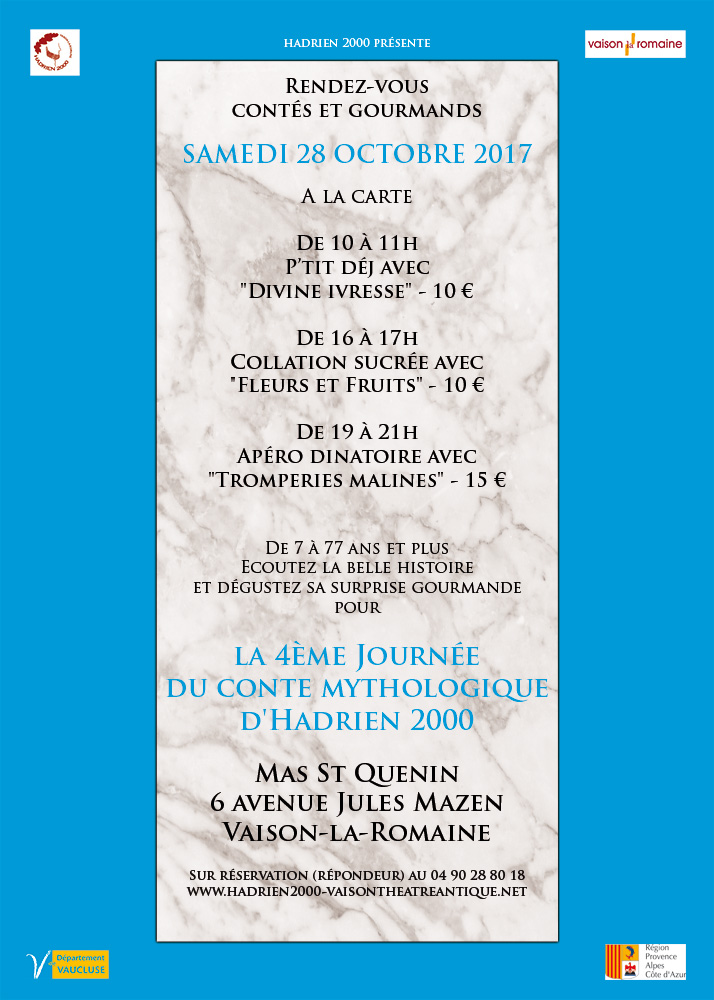 HADRIEN 2000 PRÉSENTE
HADRIEN 2000
vaison la romaine
RENDEZ-VOUS
CONTÉS ET GOURMANDS
SAMEDI 28 OCTOBRE 2017
A LA CARTE
DE 10 À 11H
P'TIT DÉJ AVEC
"DIVINE IVRESSE" - 10 €
DE 16 À 17H
COLLATION SUCRÉE AVEC
"FLEURS ET FRUITS" - 10 €
DE 19 À 21H
APÉRO DINATOIRE AVEC
"TROMPERIES MALINES" - 15 €
DE 7 À 77 ANS ET PLUS
ECOUTEZ LA BELLE HISTOIRE
ET DÉGUSTEZ SA SURPRISE GOURMANDE
POUR
LA 4ÈME JOURNÉE
DU CONTE MYTHOLOGIQUE
D'HADRIEN 2000
MAS ST QUENIN
6 AVENUE JULES MAZEN
VAISON-LA-ROMAINE
SUR RÉSERVATION (RÉPONDEUR) AU 04 90 28 80 18
WWW.HADRIEN2000-VAISONTHEATREANTIQUE.NET
Département
VAUCLUSE
Région
Provence
Alpes
Côte d'Azur